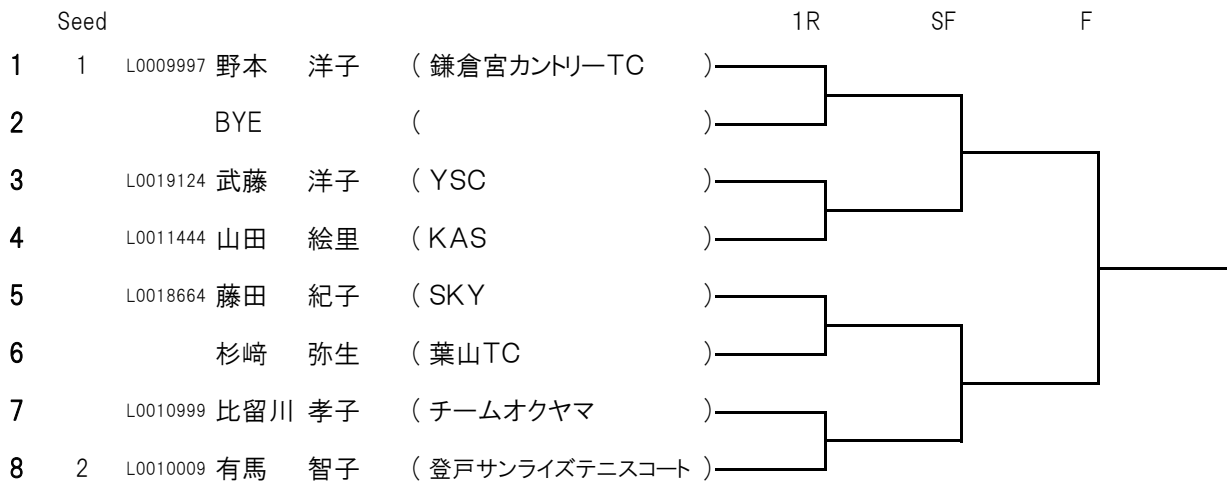 Seed 1R SF F
1 1 L0009997 野本 洋子 ( 鎌倉宮カントリーTC )
2 BYE ( )
3 L0019124 武藤 洋子 ( YSC )
4 L0011444 山田 絵里 ( KAS )
5 L0018664 藤田 紀子 ( SKY )
6 杉﨑 弥生 ( 葉山TC )
7 L0010999 比留川 孝子 ( チームオクヤマ )
8 2 L0010009 有馬 智子 ( 登戸サンライズテニスコート )